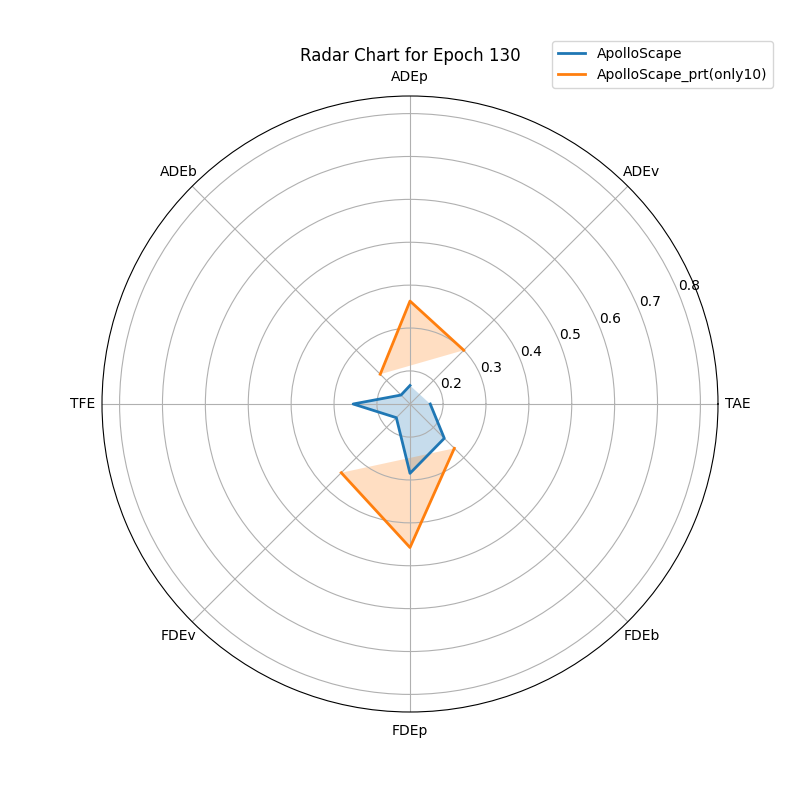 Radar Chart for Epoch 130
ApolloScape
ApolloScape_prt(only10)
ADEp
ADEb
ADEv
0.8
0.7
0.6
0.5
0.4
0.3
0.2
TFE
TAE
FDEv
FDEb
FDEp